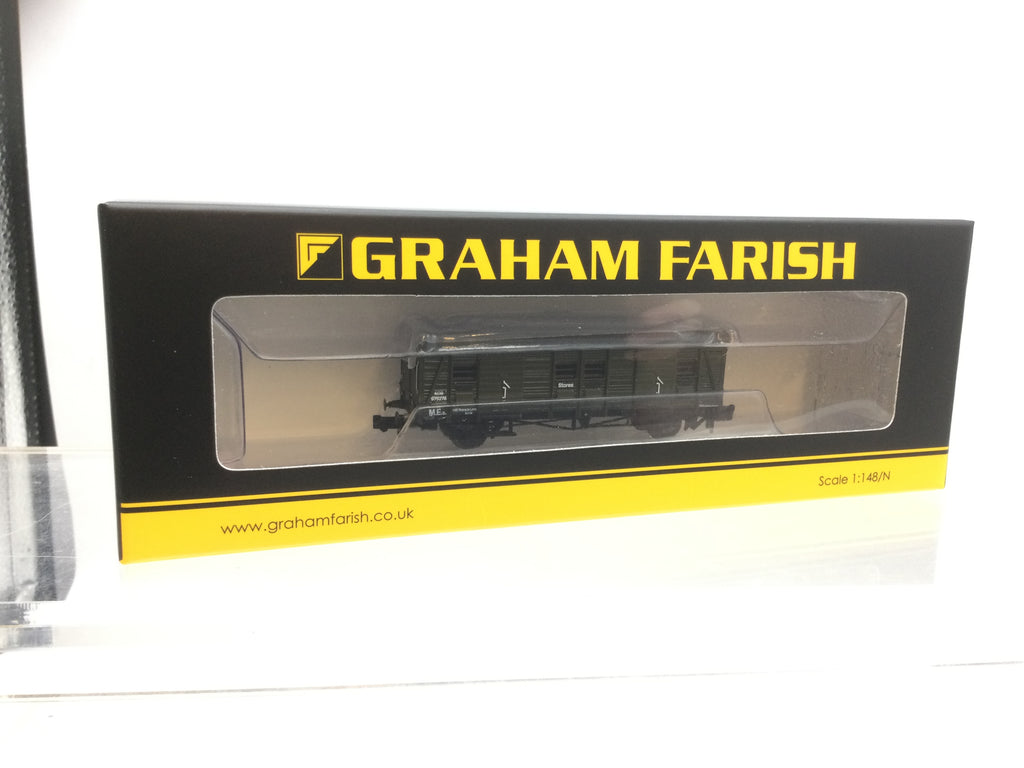 GRAHAM FARISH
Stores
M.E.
Scale 1:148/N
www.grahamfarish.co.uk